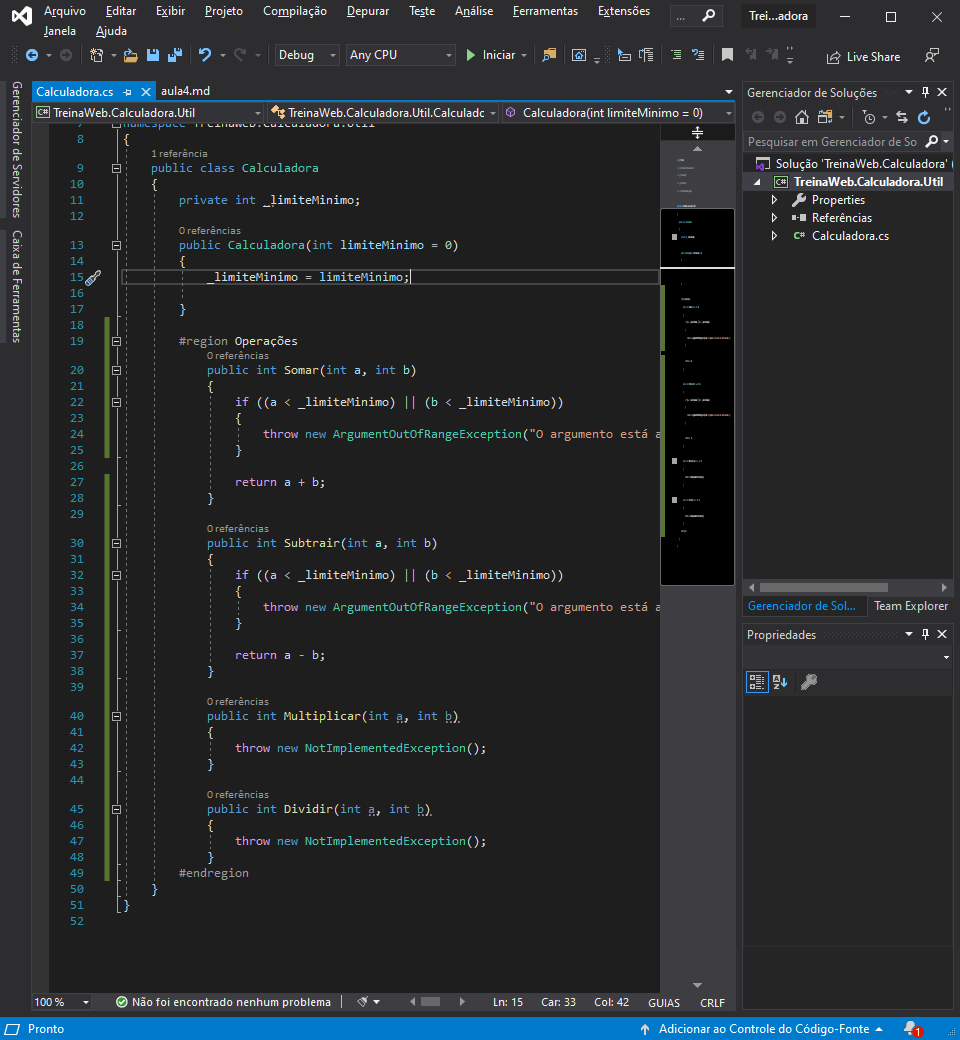 Arquivo Editar Exibir Projeto Compilação Depurar Teste Análise Ferramentas Extensões ... Trei...adora
Janela Ajuda
Debug Any CPU Iniciar Live Share
Gerenciador de Servidores
Caixa de Ferramentas
Calculadora.cs aula4.md
C# TreinaWeb.Calculadora.Util TreinaWeb.Calculadora.Util.Calculadc Calculadora(int limiteMinimo = 0)
7 namespace TreinaWeb.Calculadora.Util
8 {
1 referência
9 public class Calculadora
10 {
11 private int _limiteMinimo;
12
0 referências
13 public Calculadora(int limiteMinimo = 0)
14 {
15 _limiteMinimo = limiteMinimo;
16
17 }
18
19 #region Operações
0 referências
20 public int Somar(int a, int b)
21 {
22 if ((a < _limiteMinimo) || (b < _limiteMinimo))
23 {
24 throw new ArgumentOutOfRangeException("O argumento está a
25 }
26
27 return a + b;
28 }
29
0 referências
30 public int Subtrair(int a, int b)
31 {
32 if ((a < _limiteMinimo) || (b < _limiteMinimo))
33 {
34 throw new ArgumentOutOfRangeException("O argumento está a
35 }
36
37 return a - b;
38 }
39
0 referências
40 public int Multiplicar(int a, int b)
41 {
42 throw new NotImplementedException();
43 }
44
0 referências
45 public int Dividir(int a, int b)
46 {
47 throw new NotImplementedException();
48 }
49 #endregion
50 }
51 }
52
100 % Não foi encontrado nenhum problema Ln: 15 Car: 33 Col: 42 GUIAS CRLF
Gerenciador de Soluções
Pesquisar em Gerenciador de So
Solução 'TreinaWeb.Calculadora' (
C# TreinaWeb.Calculadora.Util
Properties
Referências
C# Calculadora.cs
Gerenciador de Sol... Team Explorer
Propriedades
Pronto Adicionar ao Controle do Código-Fonte 1